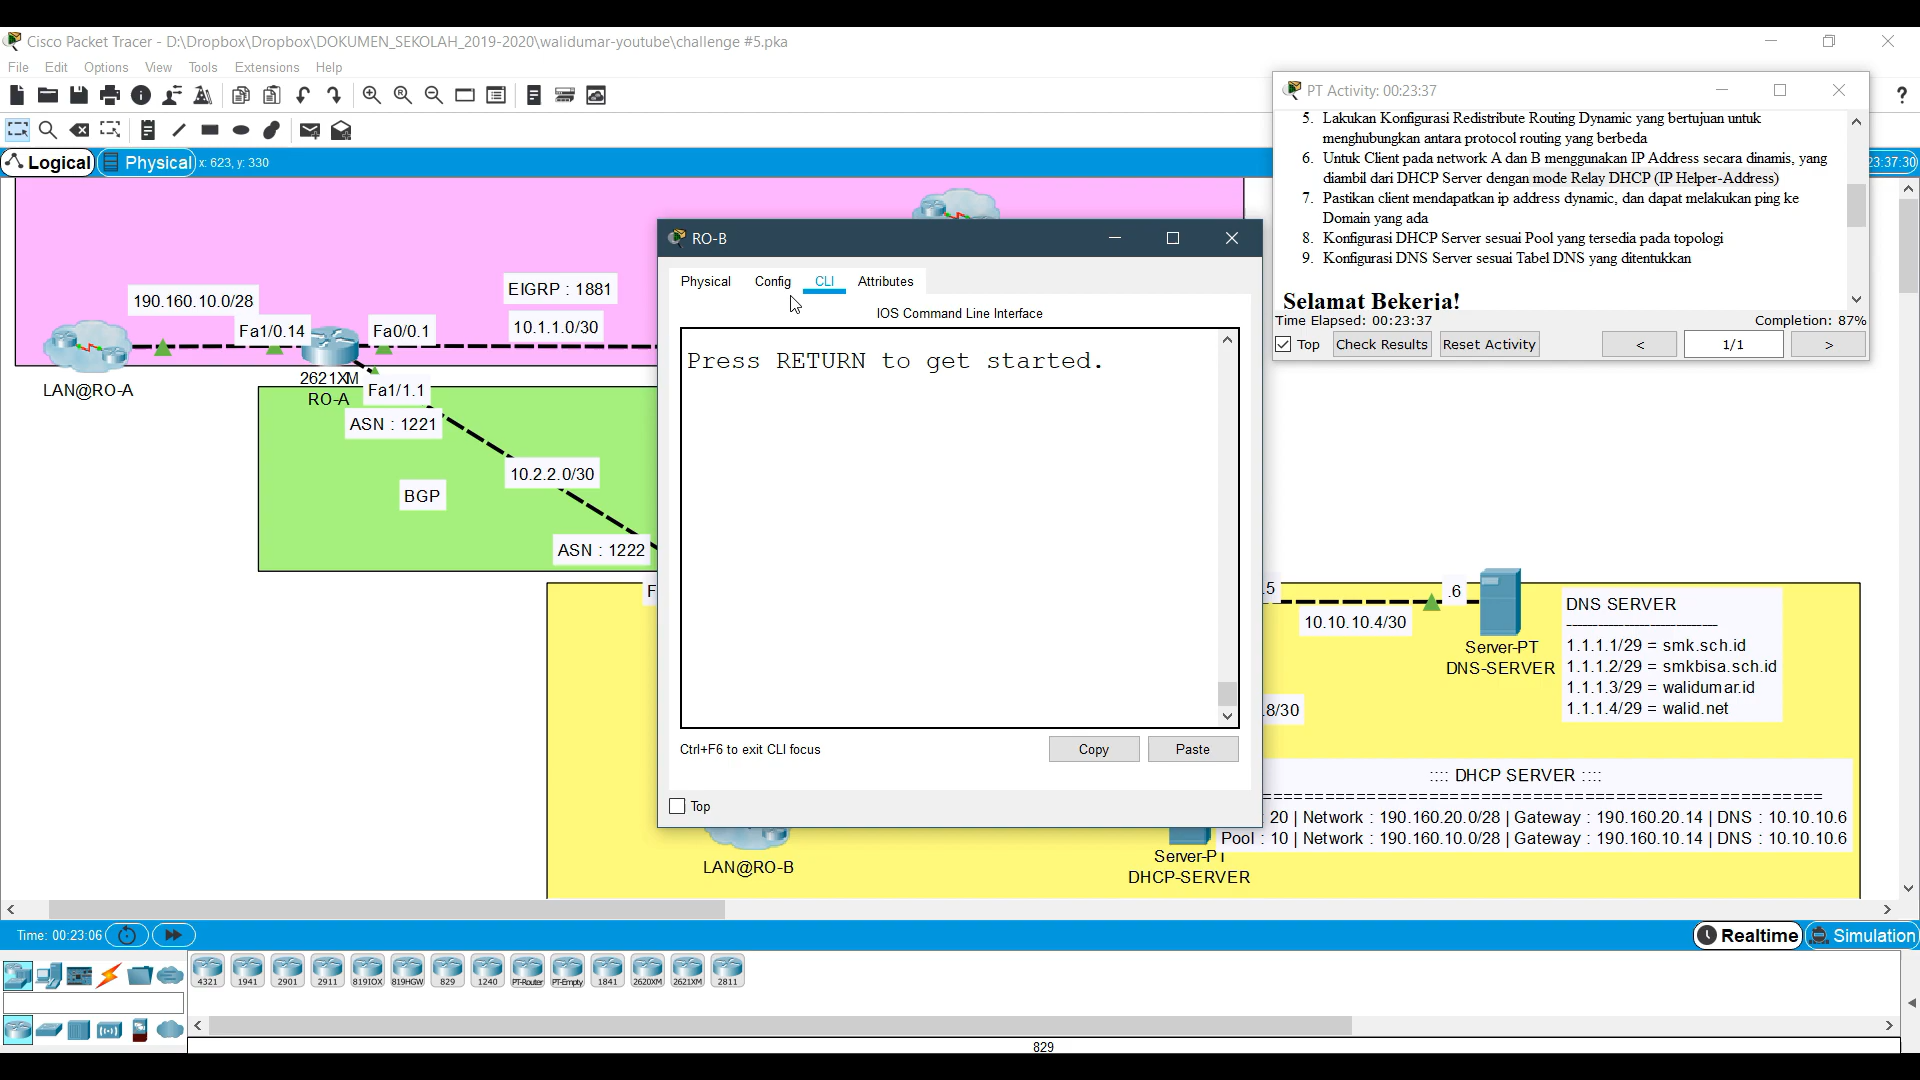 Cisco Packet Tracer - D:\Dropbox\Dropbox\DOKUMEN_SEKOLAH_2019-2020\walidumar-youtube\challenge #5.pka
File Edit Options View Tools Extensions Help
PT Activity: 00:23:37
5. Lakukan Konfigurasi Redistribute Routing Dynamic yang bertujuan untuk
menghubungkan antara protocol routing yang berbeda
6. Untuk Client pada network A dan B menggunakan IP Address secara dinamis, yang
diambil dari DHCP Server dengan mode Relay DHCP (IP Helper-Address)
7. Pastikan client mendapatkan ip address dynamic, dan dapat melakukan ping ke
Domain yang ada
8. Konfigurasi DHCP Server sesuai Pool yang tersedia pada topologi
9. Konfigurasi DNS Server sesuai Tabel DNS yang ditentukkan
Selamat Bekerja!
Time Elapsed: 00:23:37 Completion: 87%
Top Check Results Reset Activity < 1/1 >
?
Logical Physical x: 623, y: 330
23:37:30
RO-B
Physical Config CLI Attributes
IOS Command Line Interface
Press RETURN to get started.
Ctrl+F6 to exit CLI focus Copy Paste
Top
190.160.10.0/28
EIGRP : 1881
10.1.1.0/30
Fa1/0.14
Fa0/0.1
LAN@RO-A
2621XM
RO-A
Fa1/1.1
ASN : 1221
10.2.2.0/30
BGP
ASN : 1222
F
.5
.6
10.10.10.4/30
Server-PT
DNS-SERVER
DNS SERVER
----------------------------
1.1.1.1/29 = smk.sch.id
1.1.1.2/29 = smkbisa.sch.id
1.1.1.3/29 = walidumar.id
1.1.1.4/29 = walid.net
.8/30
:::: DHCP SERVER ::::
====================================================
20 | Network : 190.160.20.0/28 | Gateway : 190.160.20.14 | DNS : 10.10.10.6
Pool : 10 | Network : 190.160.10.0/28 | Gateway : 190.160.10.14 | DNS : 10.10.10.6
LAN@RO-B
Server-PT
DHCP-SERVER
Time: 00:23:06
Realtime Simulation
4321 1941 2901 2911 819IOX 819HGW 829 1240 PT-Router PT-Empty 1841 2620XM 2621XM 2811
829